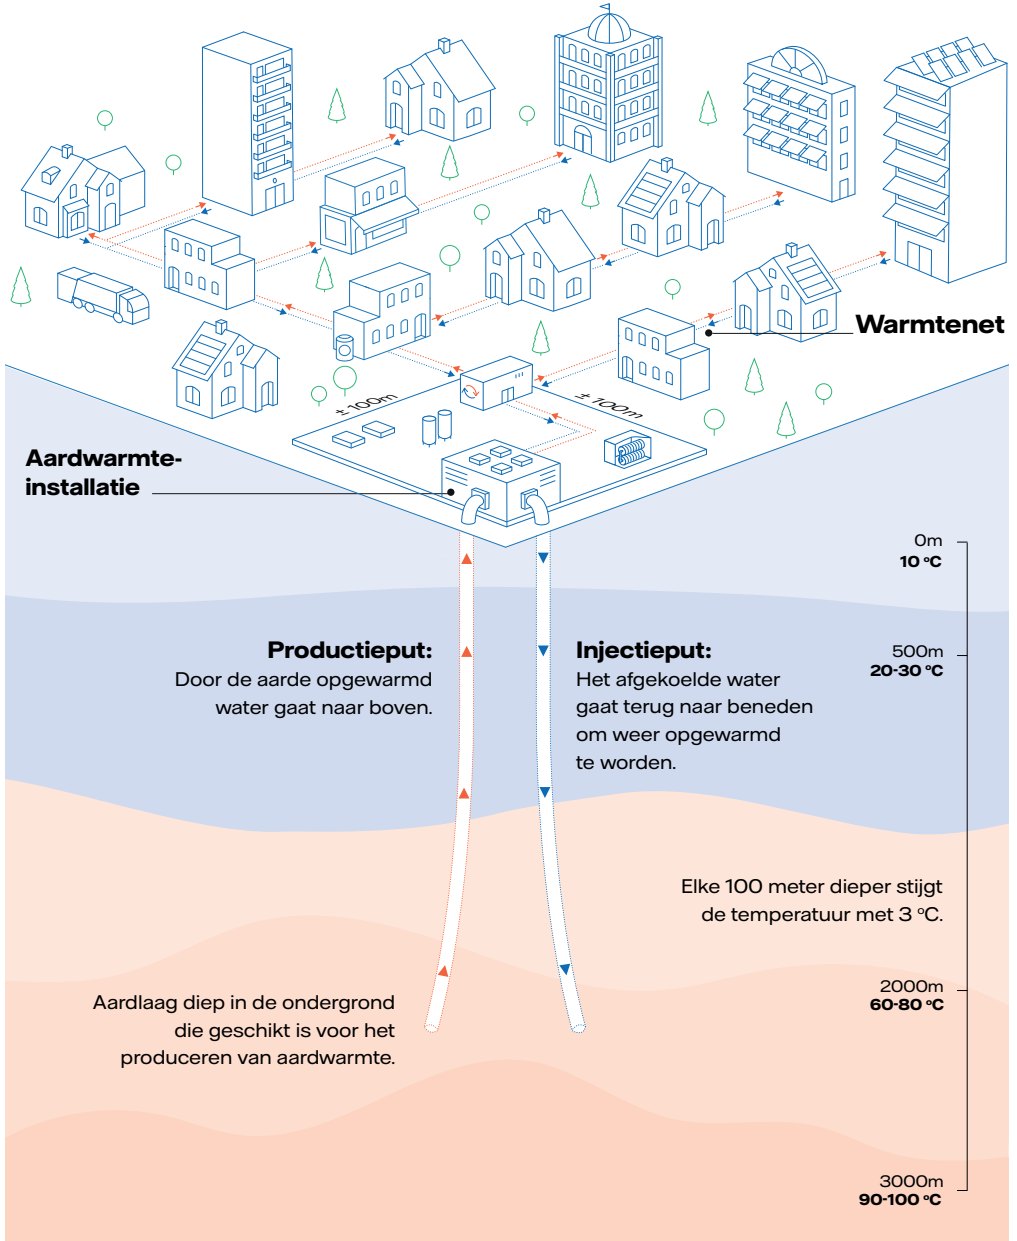 Warmtenet
± 100m
± 100m
Aardwarmte-
installatie
0m
10 °C
Productieput:
Door de aarde opgewarmd
water gaat naar boven.
Injectieput:
Het afgekoelde water
gaat terug naar beneden
om weer opgewarmd
te worden.
500m
20-30 °C
Elke 100 meter dieper stijgt
de temperatuur met 3 °C.
2000m
60-80 °C
Aardlaag diep in de ondergrond
die geschikt is voor het
produceren van aardwarmte.
3000m
90-100 °C